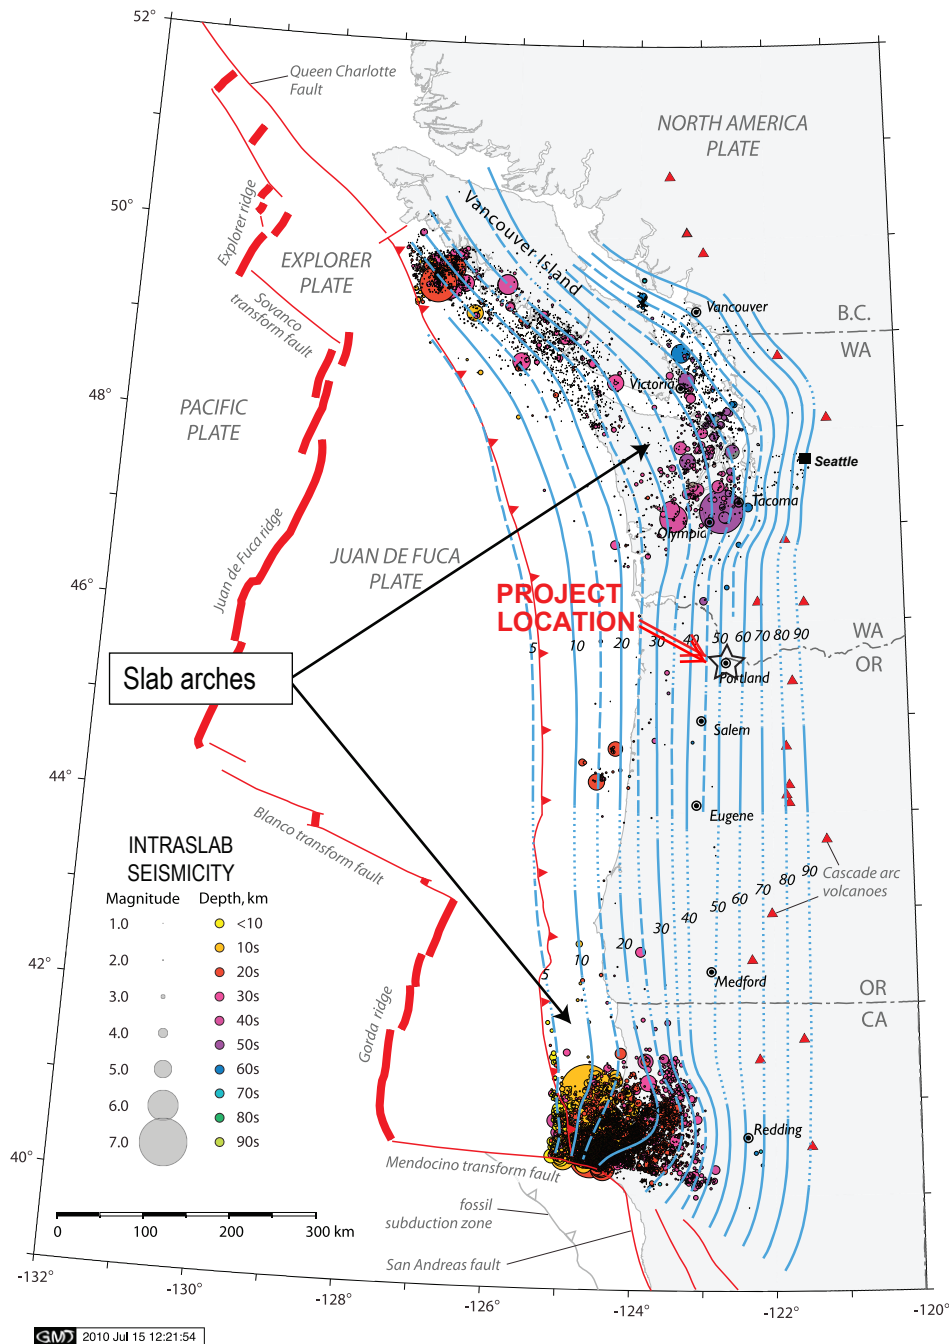 52°
Queen Charlotte
Fault
NORTH AMERICA
PLATE
50°
Explorer ridge
EXPLORER
PLATE
Vancouver Island
Sovanco
transform fault
Vancouver
B.C.
WA
48°
PACIFIC
PLATE
Victoria
Seattle
Tacoma
Olympia
Juan de Fuca ridge
JUAN DE FUCA
PLATE
46°
PROJECT
LOCATION
5
10
20
30
40
50
60
70
80
90
WA
OR
Portland
Slab arches
Salem
44°
Eugene
Blanco transform fault
Cascade arc
volcanoes
INTRASLAB
SEISMICITY
Magnitude
Depth, km
1.0
<10
2.0
10s
3.0
20s
4.0
30s
5.0
40s
6.0
50s
7.0
60s
70s
80s
90s
5
10
20
30
40
50
60
70
80
90
42°
Medford
OR
CA
Gorda ridge
Redding
40°
Mendocino transform fault
fossil
subduction zone
San Andreas fault
0
100
200
300 km
-132°
-130°
-128°
-126°
-124°
-122°
-120°
GMT 2010 Jul 15 12:21:54